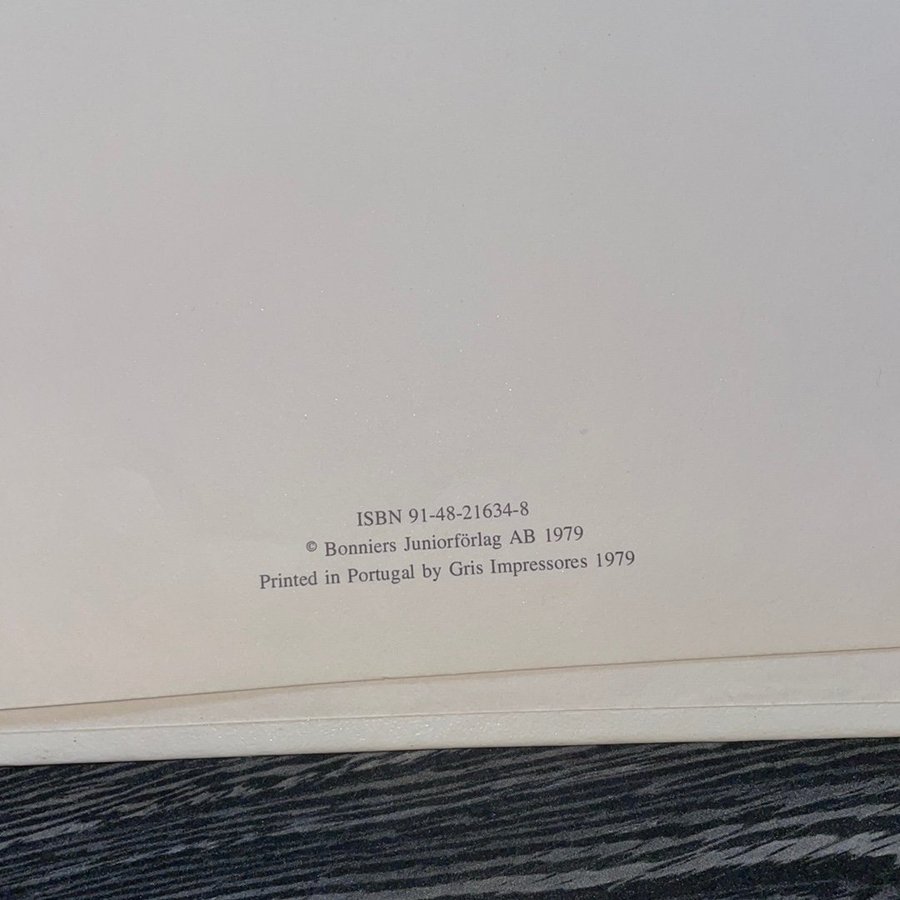 ISBN 91-48-21634-8
© Bonniers Juniorförlag AB 1979
Printed in Portugal by Gris Impressores 1979